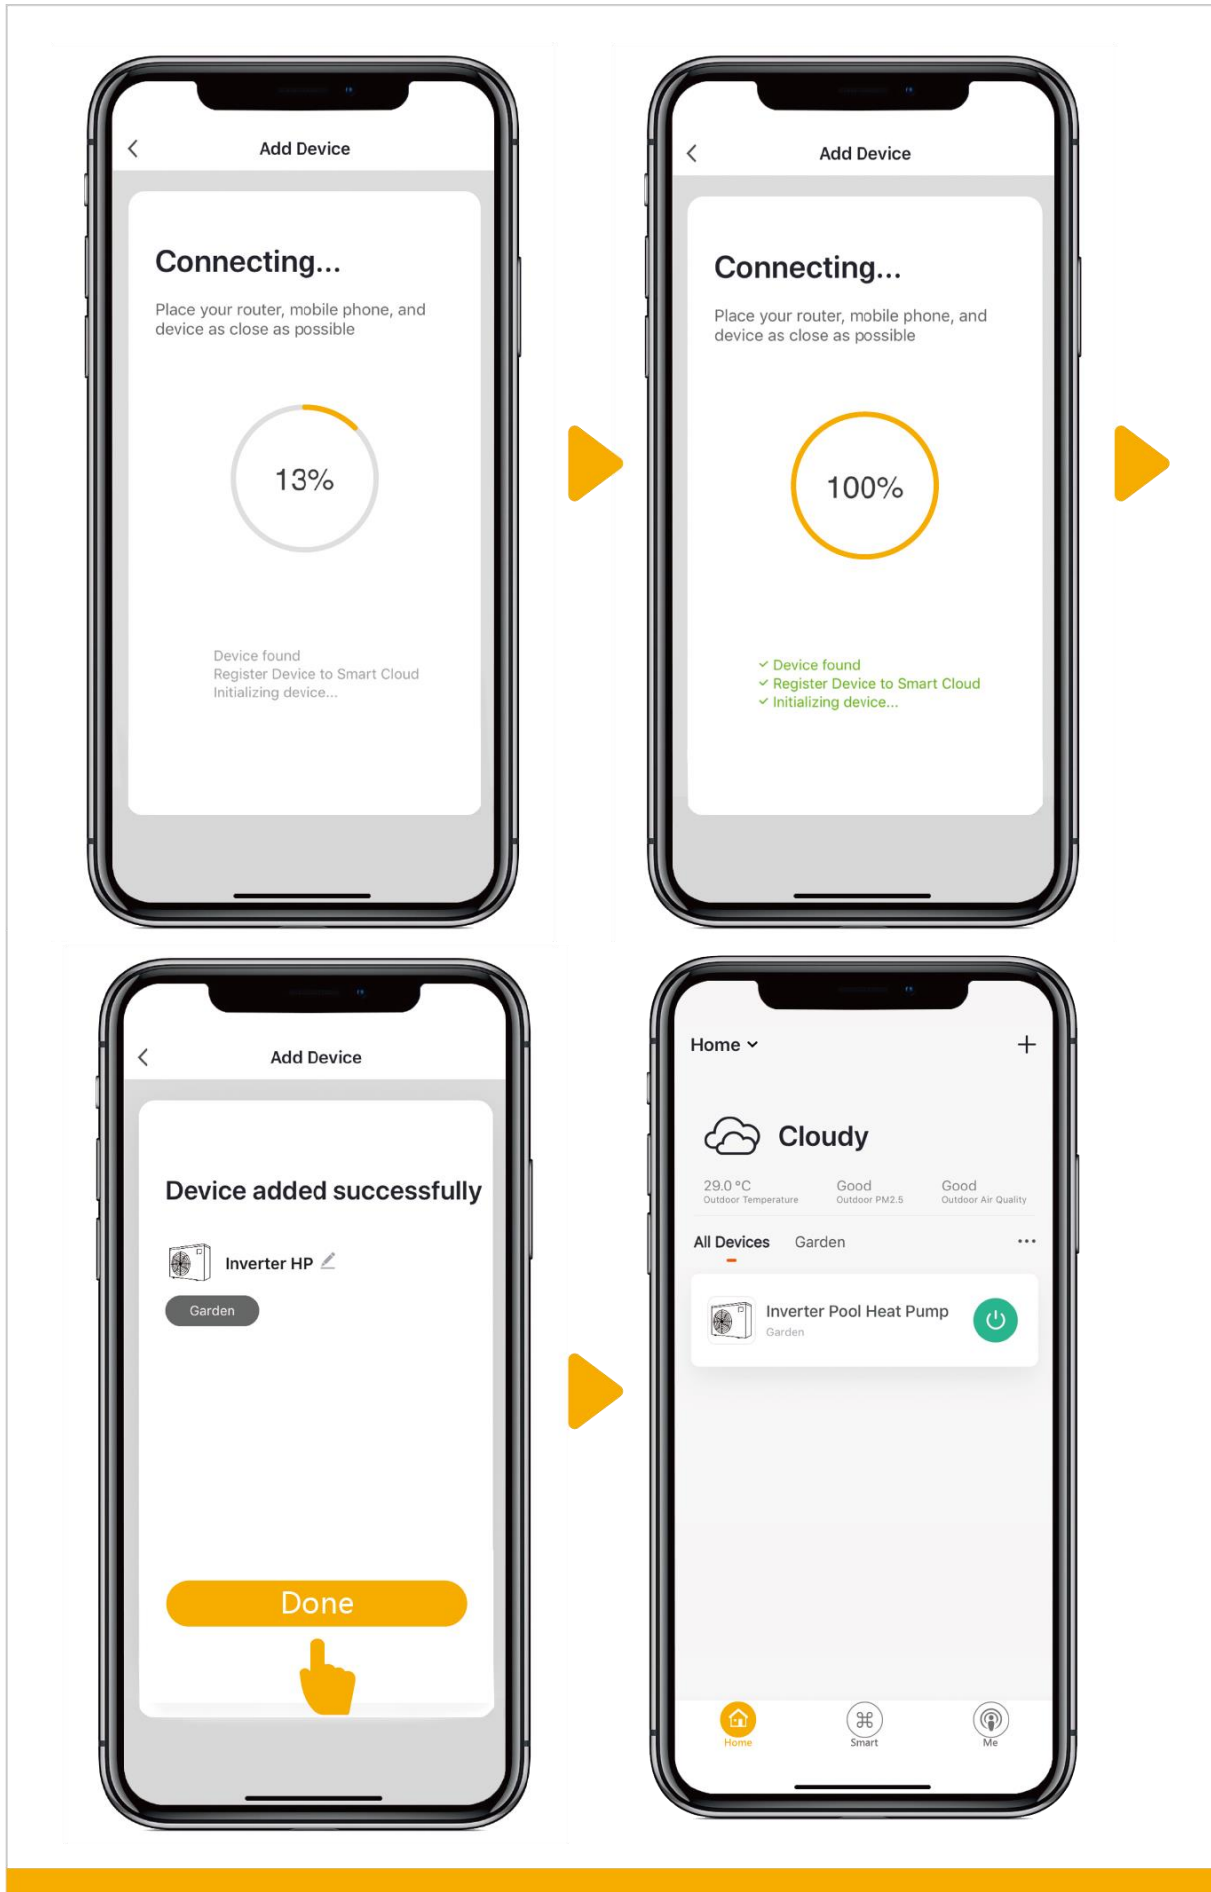 Add Device
Connecting...
Place your router, mobile phone, and
device as close as possible
13%
Device found
Register Device to Smart Cloud
Initializing device...
Add Device
Connecting...
Place your router, mobile phone, and
device as close as possible
100%
Device found
Register Device to Smart Cloud
Initializing device...
Add Device
Device added successfully
Inverter HP
Garden
Done
Home
Cloudy
29.0 °C
Outdoor Temperature
Good
Outdoor PM2.5
Good
Outdoor Air Quality
All Devices
Garden
Inverter Pool Heat Pump
Garden
Home
Smart
Me